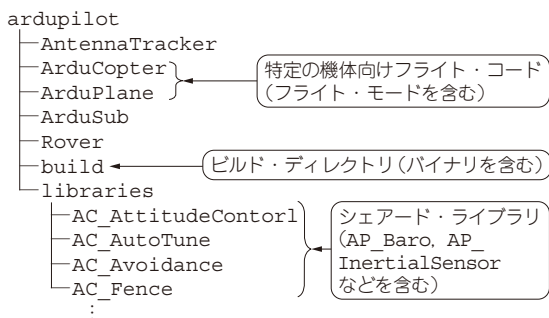 ardupilot
AntennaTracker
ArduCopter
ArduPlane
特定の機体向けフライト・コード
(フライト・モードを含む)
ArduSub
Rover
build
ビルド・ディレクトリ(バイナリを含む)
libraries
AC_AttitudeContorl
AC_AutoTune
AC_Avoidance
AC_Fence
:
シェアード・ライブラリ
(AP_Baro, AP_
InertialSensor
などを含む)